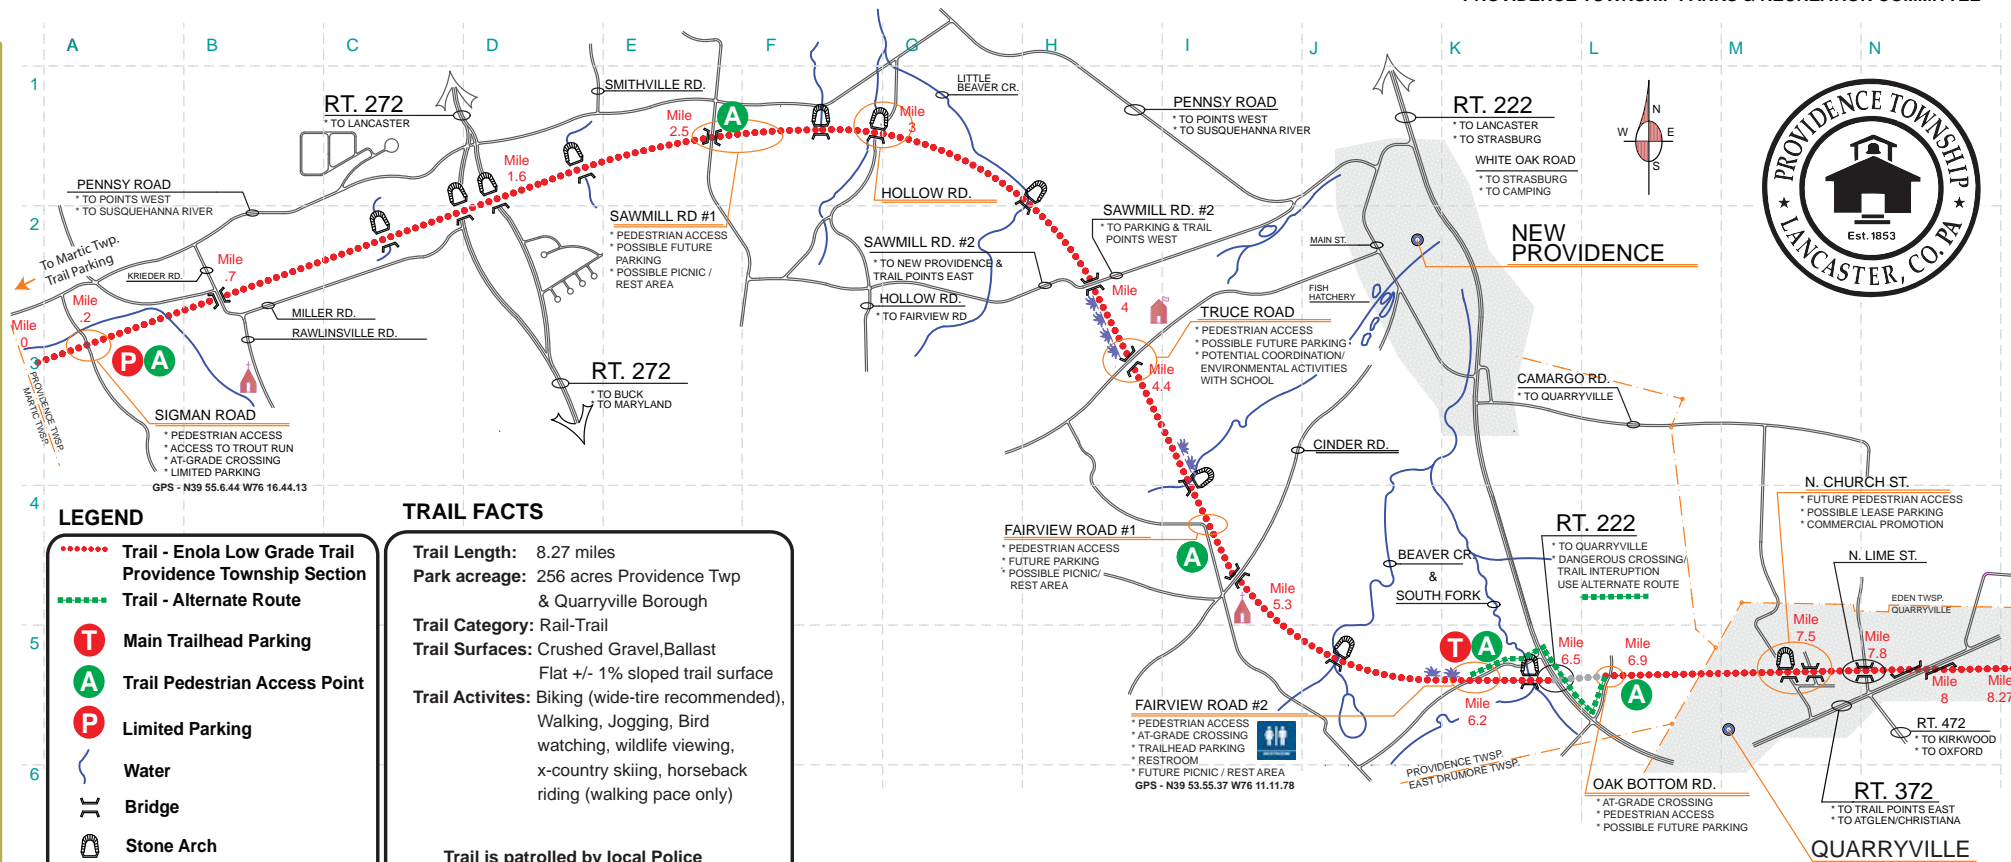 PROVIDENCE TOWNSHIP PARKS & RECREATION COMMITTEE
A B C D E F G H I J K L M N
1
2
3
4
5
6
RT. 272
* TO LANCASTER
SMITHVILLE RD.
LITTLE
BEAVER CR.
PENNSY ROAD
* TO POINTS WEST
* TO SUSQUEHANNA RIVER
RT. 222
* TO LANCASTER
* TO STRASBURG
WHITE OAK ROAD
* TO STRASBURG
* TO CAMPING
N
W E
S
PROVIDENCE TOWNSHIP
Est. 1853
LANCASTER, CO. PA
Mile
2.5
A
Mile
3
Mile
1.6
PENNSY ROAD
* TO POINTS WEST
* TO SUSQUEHANNA RIVER
HOLLOW RD.
SAWMILL RD #1
* PEDESTRIAN ACCESS
* POSSIBLE FUTURE
PARKING
* POSSIBLE PICNIC /
REST AREA
SAWMILL RD. #2
* TO PARKING & TRAIL
POINTS WEST
SAWMILL RD. #2
* TO NEW PROVIDENCE &
TRAIL POINTS EAST
MAIN ST.
NEW
PROVIDENCE
To Martic Twp.
Trail Parking
KRIEDER RD.
Mile
.7
Mile
.2
Mile
0
MILLER RD.
RAWLINSVILLE RD.
HOLLOW RD.
* TO FAIRVIEW RD
Mile
4
FISH
HATCHERY
TRUCE ROAD
* PEDESTRIAN ACCESS
* POSSIBLE FUTURE PARKING
* POTENTIAL COORDINATION/
ENVIRONMENTAL ACTIVITIES
WITH SCHOOL
P A
Mile
4.4
RT. 272
* TO BUCK
* TO MARYLAND
CAMARGO RD.
* TO QUARRYVILLE
PROVIDENCE TWSP.
MARTIC TWSP.
SIGMAN ROAD
* PEDESTRIAN ACCESS
* ACCESS TO TROUT RUN
* AT-GRADE CROSSING
* LIMITED PARKING
GPS - N39 55.6.44 W76 16.44.13
CINDER RD.
N. CHURCH ST.
* FUTURE PEDESTRIAN ACCESS
* POSSIBLE LEASE PARKING
* COMMERCIAL PROMOTION
LEGEND
Trail - Enola Low Grade Trail
Providence Township Section
Trail - Alternate Route
T Main Trailhead Parking
A Trail Pedestrian Access Point
P Limited Parking
Water
Bridge
Stone Arch
TRAIL FACTS
Trail Length: 8.27 miles
Park acreage: 256 acres Providence Twp
& Quarryville Borough
Trail Category: Rail-Trail
Trail Surfaces: Crushed Gravel,Ballast
Flat +/- 1% sloped trail surface
Trail Activites: Biking (wide-tire recommended),
Walking, Jogging, Bird
watching, wildlife viewing,
x-country skiing, horseback
riding (walking pace only)
Trail is patrolled by local Police
FAIRVIEW ROAD #1
* PEDESTRIAN ACCESS
* FUTURE PARKING
* POSSIBLE PICNIC/
REST AREA
A
RT. 222
* TO QUARRYVILLE
* DANGEROUS CROSSING/
TRAIL INTERUPTION
USE ALTERNATE ROUTE
BEAVER CR.
&
SOUTH FORK
N. LIME ST.
EDEN TWSP.
QUARRYVILLE
Mile
5.3
T A
Mile
6.5
Mile
6.9
A
Mile
7.5
Mile
7.8
Mile
8
Mile
8.27
Mile
6.2
FAIRVIEW ROAD #2
* PEDESTRIAN ACCESS
* AT-GRADE CROSSING
* TRAILHEAD PARKING
* RESTROOM
* FUTURE PICNIC / REST AREA
GPS - N39 53.55.37 W76 11.11.78
PROVIDENCE TWSP.
EAST DRUMORE TWSP.
OAK BOTTOM RD.
* AT-GRADE CROSSING
* PEDESTRIAN ACCESS
* POSSIBLE FUTURE PARKING
RT. 472
* TO KIRKWOOD
* TO OXFORD
RT. 372
* TO TRAIL POINTS EAST
* TO ATGLEN/CHRISTIANA
QUARRYVILLE